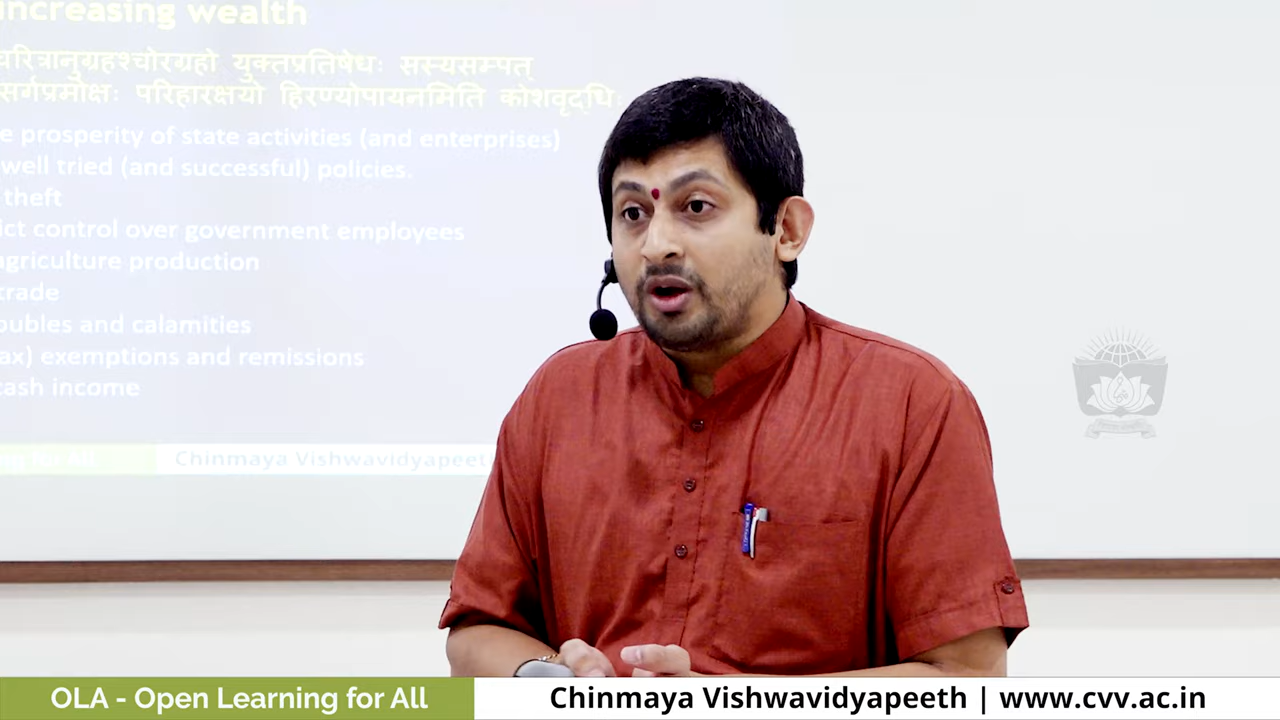 increasing wealth
चरित्रानुग्रहश्चोरग्रहो युक्तप्रतिषेधः सस्यसम्पत्
सर्गप्रमोक्षः परिहारक्षयो हिरण्योपायनमिति कोशवृद्धिः
e prosperity of state activities (and enterprises)
well tried (and successful) policies.
theft
ict control over government employees
agriculture production
trade
oubles and calamities
ax) exemptions and remissions
cash income
Chinmaya Vishwavidyapeet
OLA - Open Learning for All
Chinmaya Vishwavidyapeeth | www.cvv.ac.in